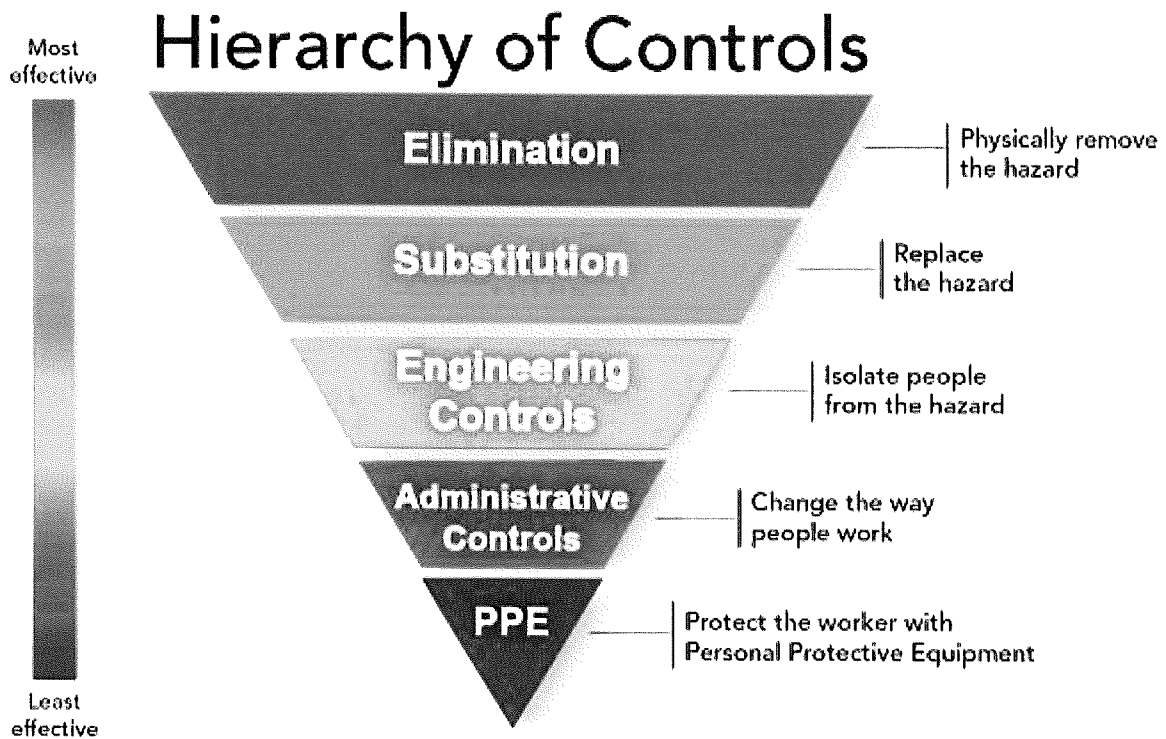 Hierarchy of Controls
Most
effective
Elimination
Physically remove
the hazard
Substitution
Replace
the hazard
Engineering
Controls
Isolate people
from the hazard
Administrative
Controls
Change the way
people work
PPE
Protect the worker with
Personal Protective Equipment
Least
effective